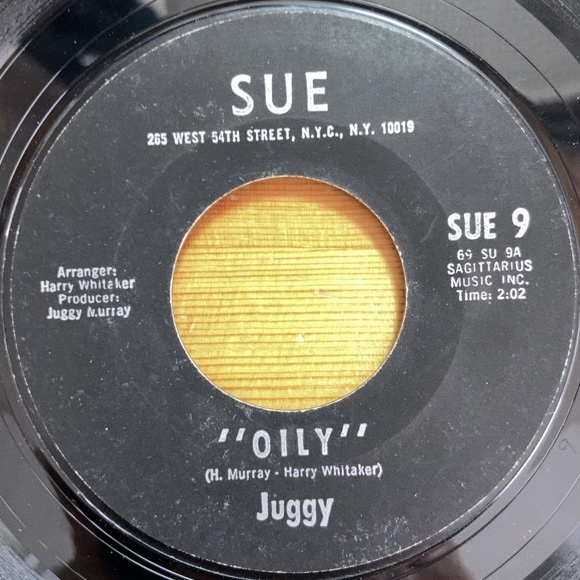 SUE
265 WEST 54TH STREET, N.Y.C., N.Y. 10019
SUE 9
69 SU 9A
SAGITTARIUS
MUSIC INC.
Time: 2:02
Arranger:
Harry Whitaker
Producer:
Juggy Murray
"OILY"
(H. Murray - Harry Whitaker)
Juggy